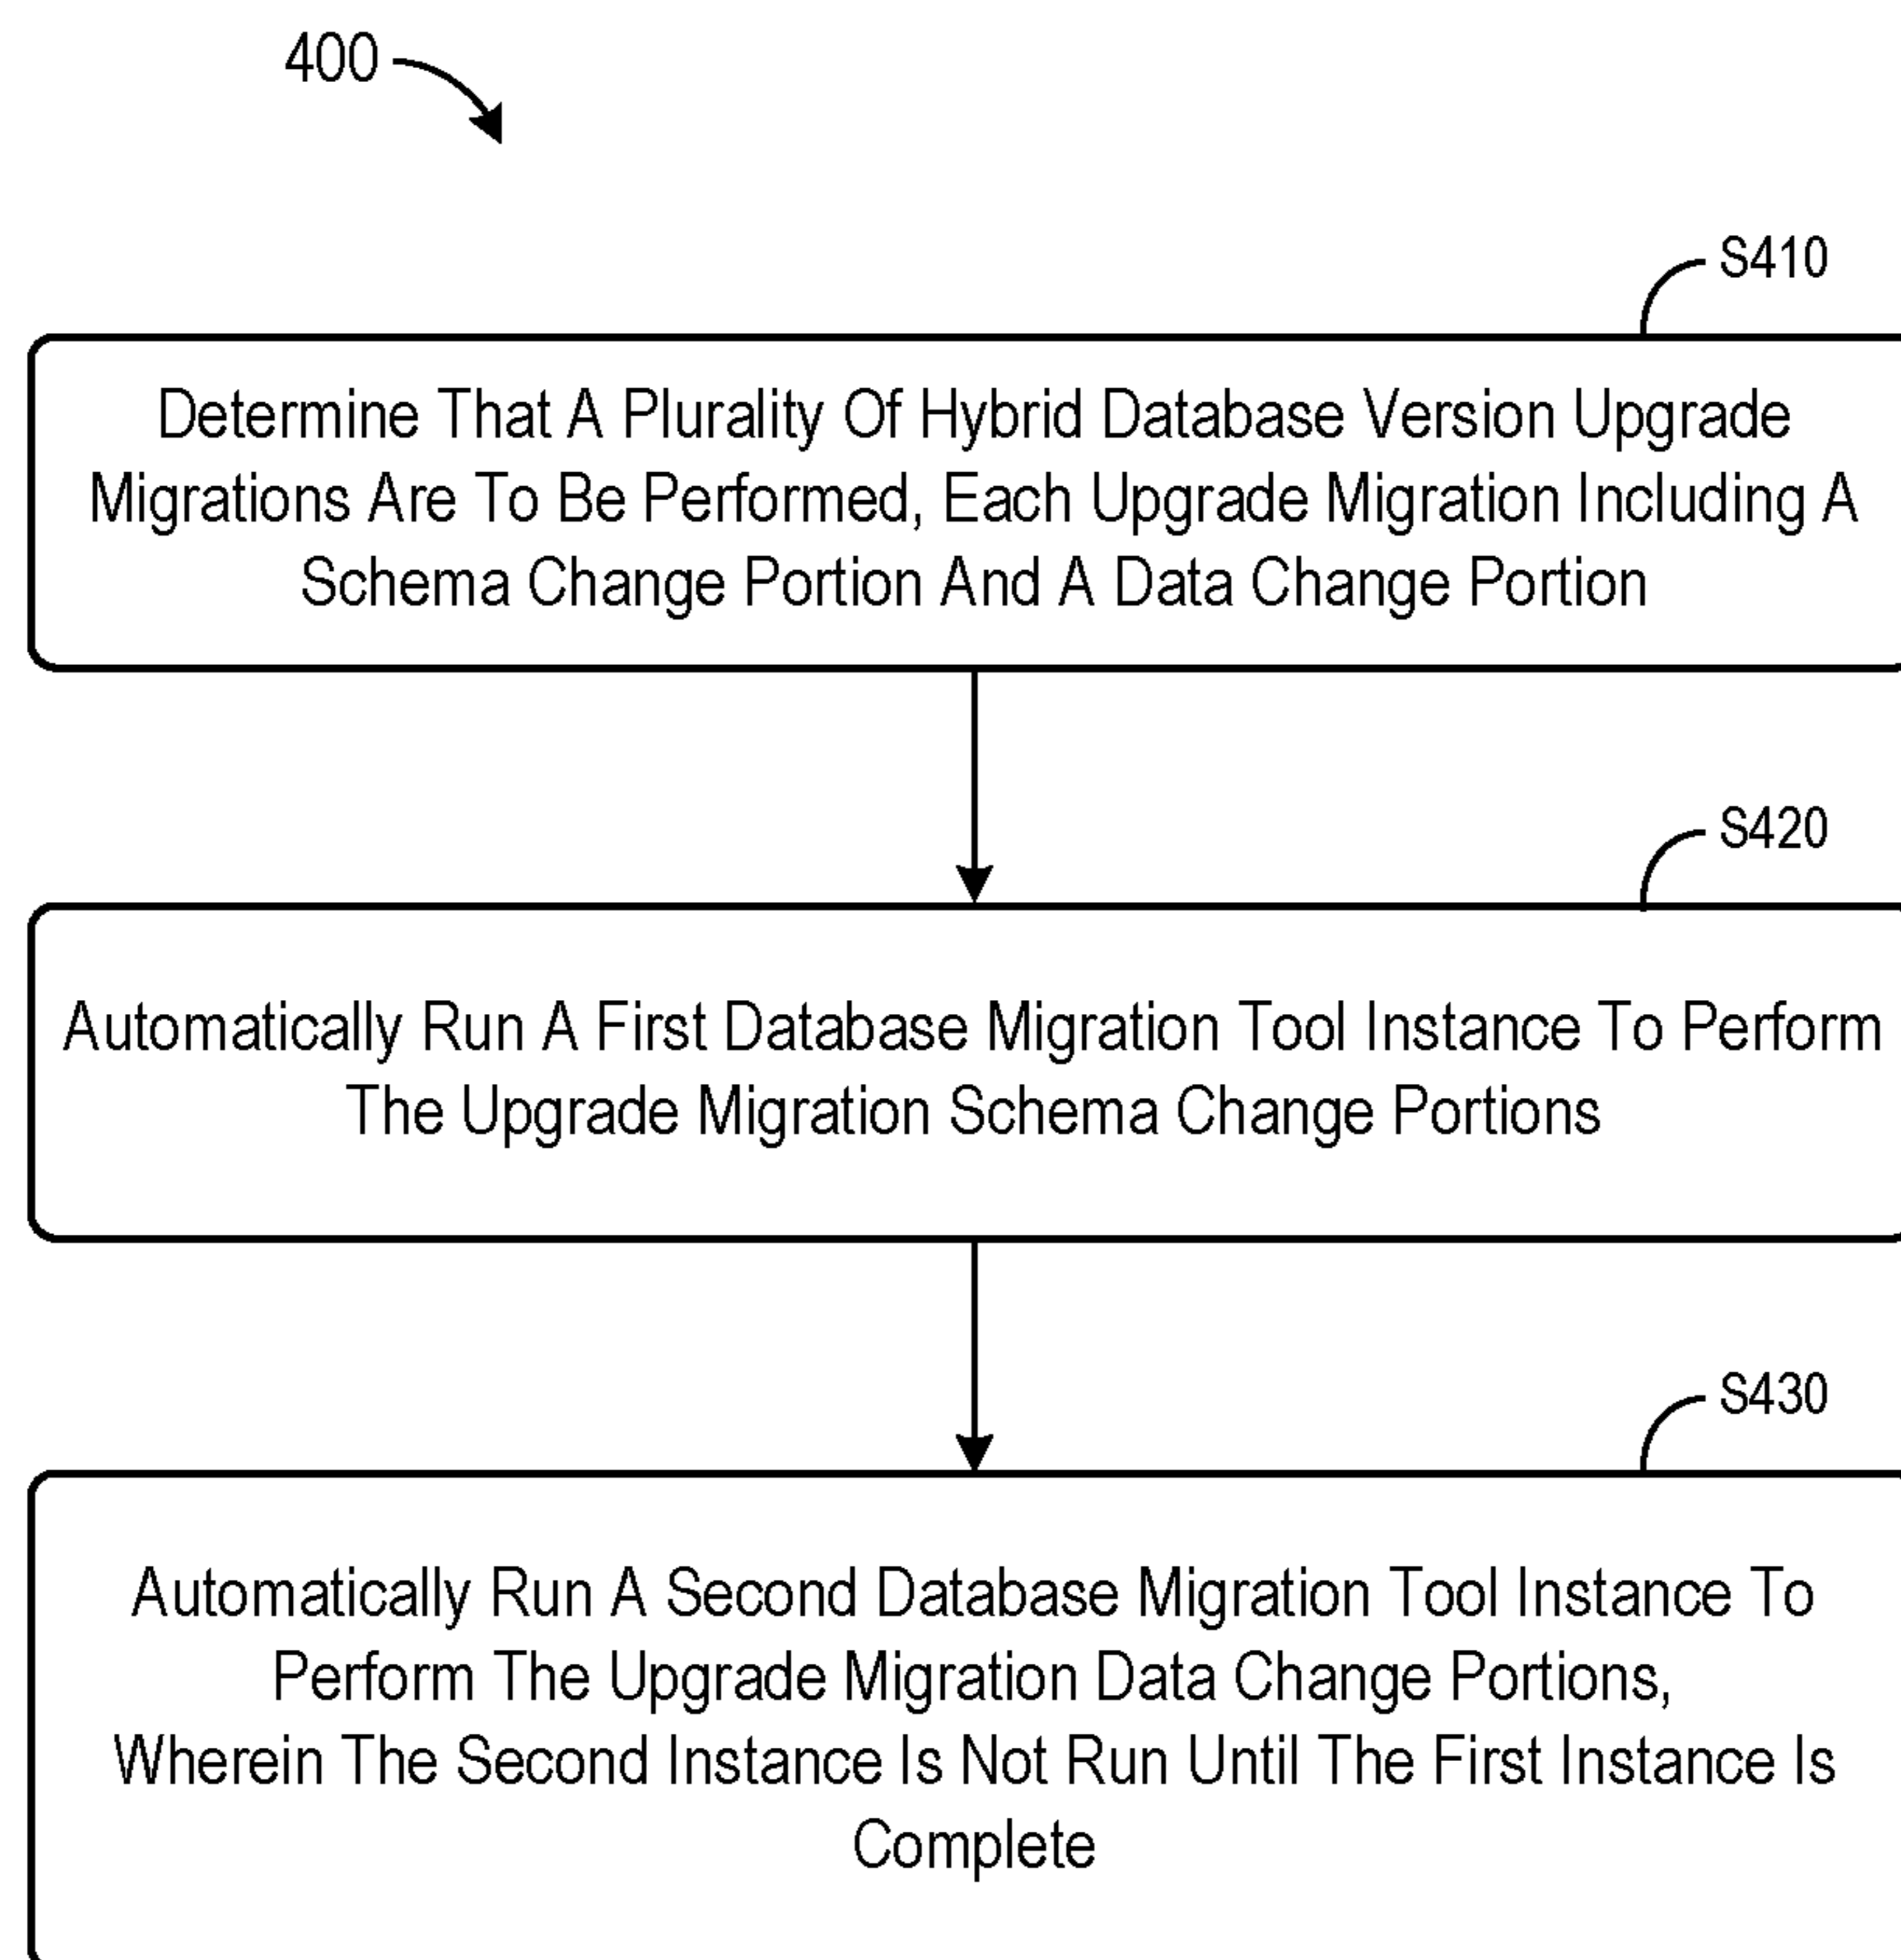 400
S410
Determine That A Plurality Of Hybrid Database Version Upgrade
Migrations Are To Be Performed, Each Upgrade Migration Including A
Schema Change Portion And A Data Change Portion
S420
Automatically Run A First Database Migration Tool Instance To Perform
The Upgrade Migration Schema Change Portions
S430
Automatically Run A Second Database Migration Tool Instance To
Perform The Upgrade Migration Data Change Portions,
Wherein The Second Instance Is Not Run Until The First Instance Is
Complete